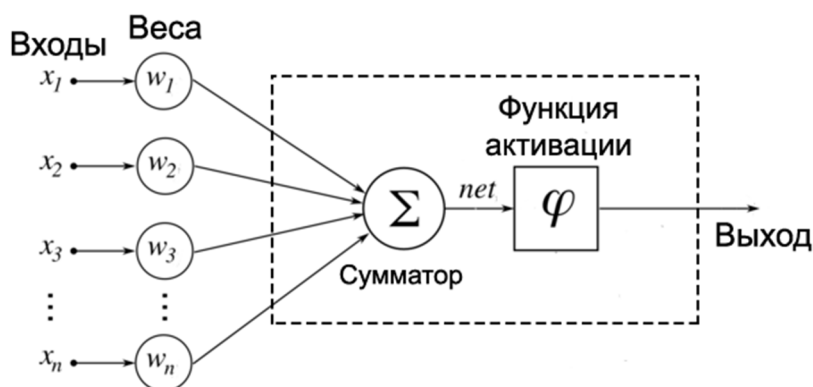 Входы
Веса
x1
w1
x2
w2
x3
w3
xn
wn
Σ
Сумматор
net
Функция
активации
φ
Выход